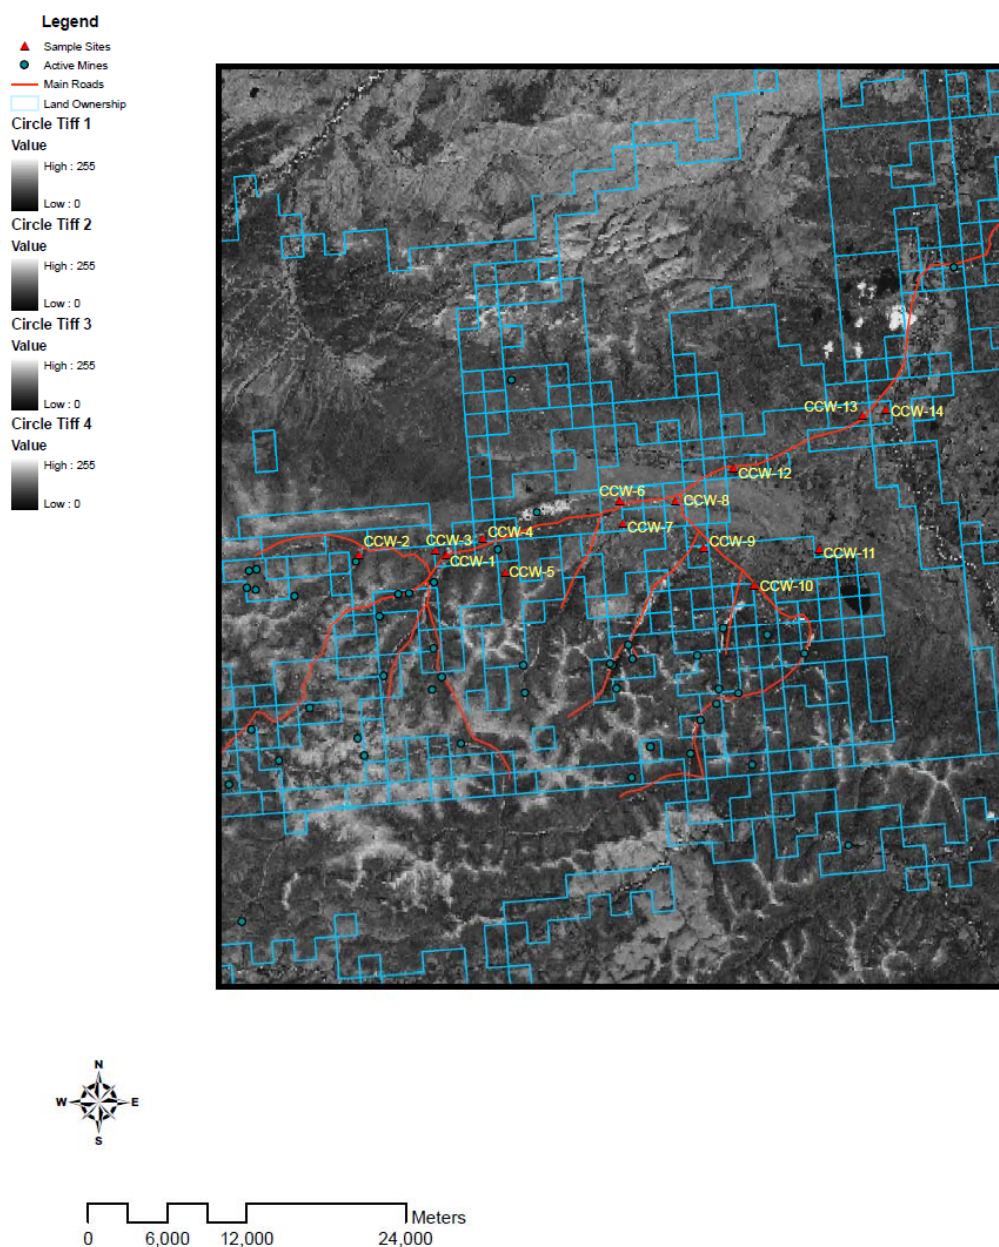 Legend
Sample Sites
Active Mines
Main Roads
Land Ownership
Circle Tiff 1
Value
High : 255
Low : 0
Circle Tiff 2
Value
High : 255
Low : 0
Circle Tiff 3
Value
High : 255
Low : 0
Circle Tiff 4
Value
High : 255
Low : 0
CCW-13
CCW-14
CCW-12
CCW-6
CCW-8
CCW-7
CCW-4
CCW-2
CCW-3
CCW-9
CCW-11
CCW-1
CCW-5
CCW-10
N
W
E
S
Meters
0 6,000 12,000 24,000